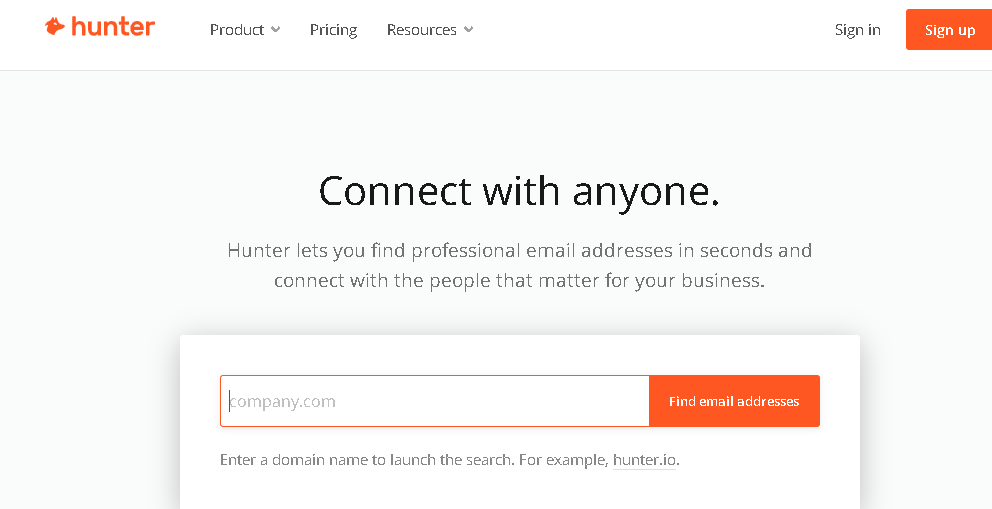 hunter Product Pricing Resources Sign in Sign up
Connect with anyone.
Hunter lets you find professional email addresses in seconds and
connect with the people that matter for your business.
company.com Find email addresses
Enter a domain name to launch the search. For example, hunter.io.